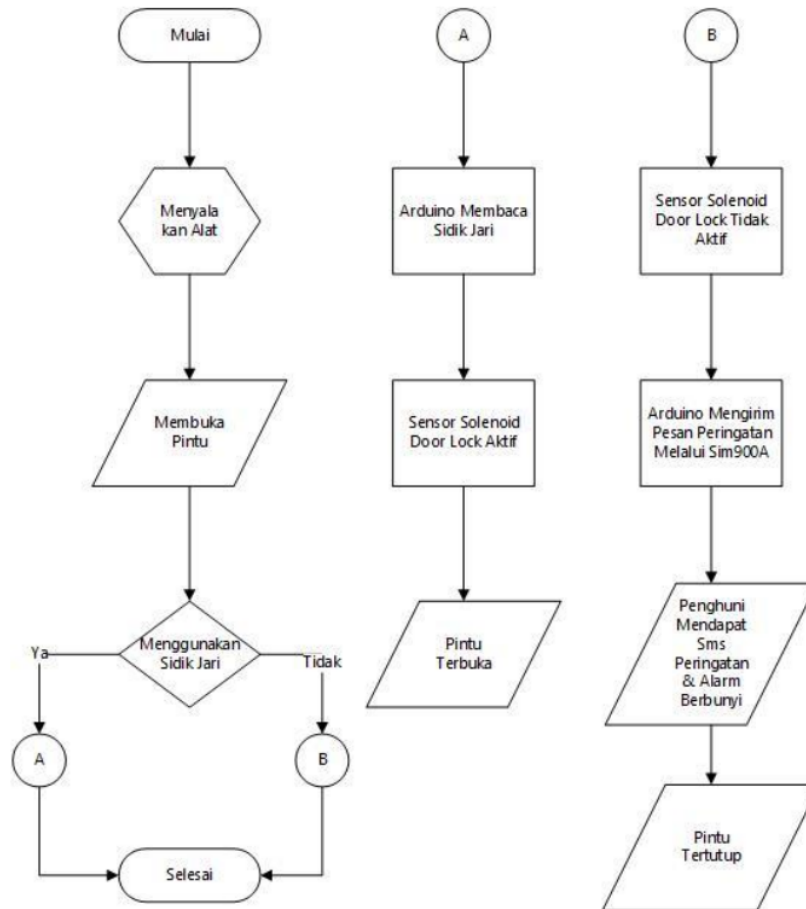 Mulai
Menyala
kan Alat
Membuka
Pintu
Menggunakan
Sidik Jari
Ya
Tidak
A
B
Selesai
A
Arduino Membaca
Sidik Jari
Sensor Solenoid
Door Lock Aktif
Pintu
Terbuka
B
Sensor Solenoid
Door Lock Tidak
Aktif
Arduino Mengirim
Pesan Peringatan
Melalui Sim900A
Penghuni
Mendapat
Sms
Peringatan
& Alarm
Berbunyi
Pintu
Tertutup